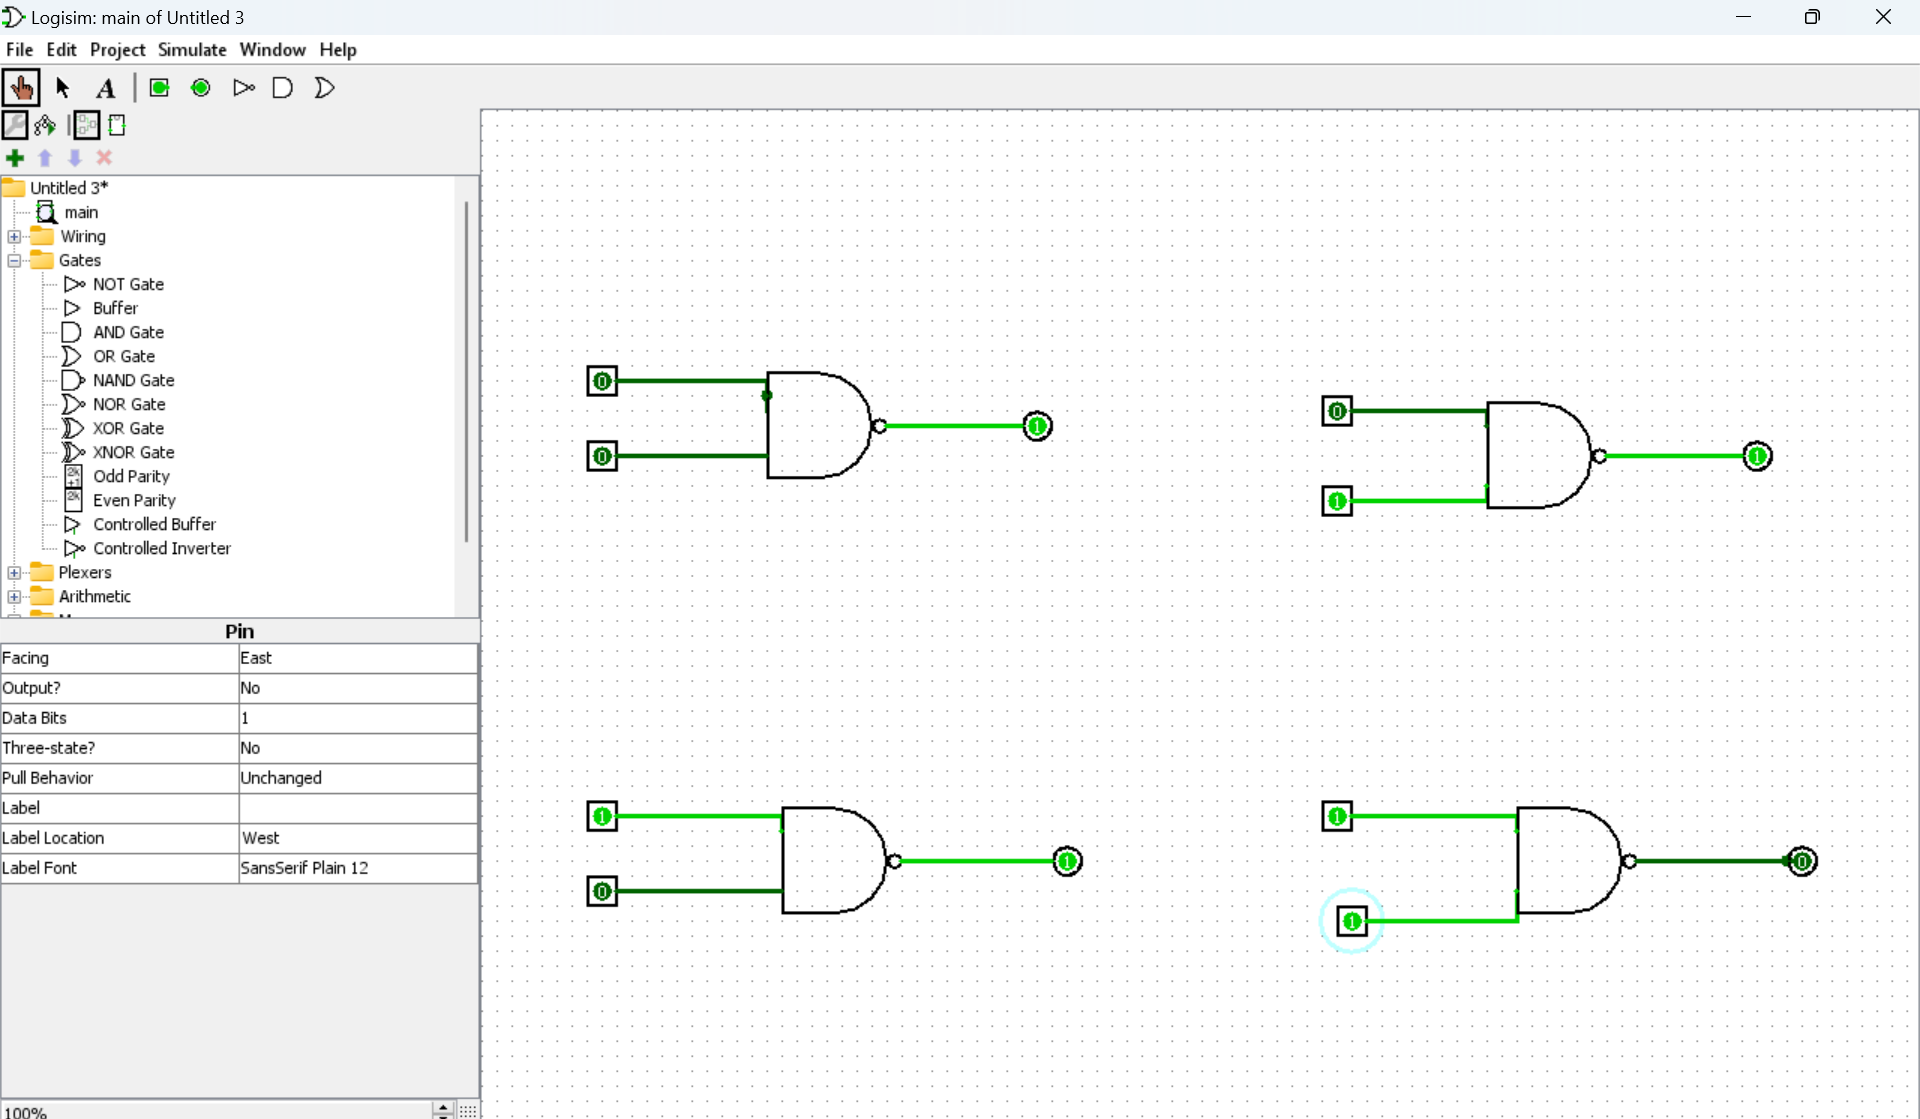 Logisim: main of Untitled 3
File Edit Project Simulate Window Help
A
Untitled 3*
main
Wiring
Gates
NOT Gate
Buffer
AND Gate
OR Gate
NAND Gate
NOR Gate
XOR Gate
XNOR Gate
2k+1 Odd Parity
2k Even Parity
Controlled Buffer
Controlled Inverter
Plexers
Arithmetic
Pin
Facing East
Output? No
Data Bits 1
Three-state? No
Pull Behavior Unchanged
Label
Label Location West
Label Font SansSerif Plain 12
100%
0
0 1
0
1 1
1
0 1
1
1 0